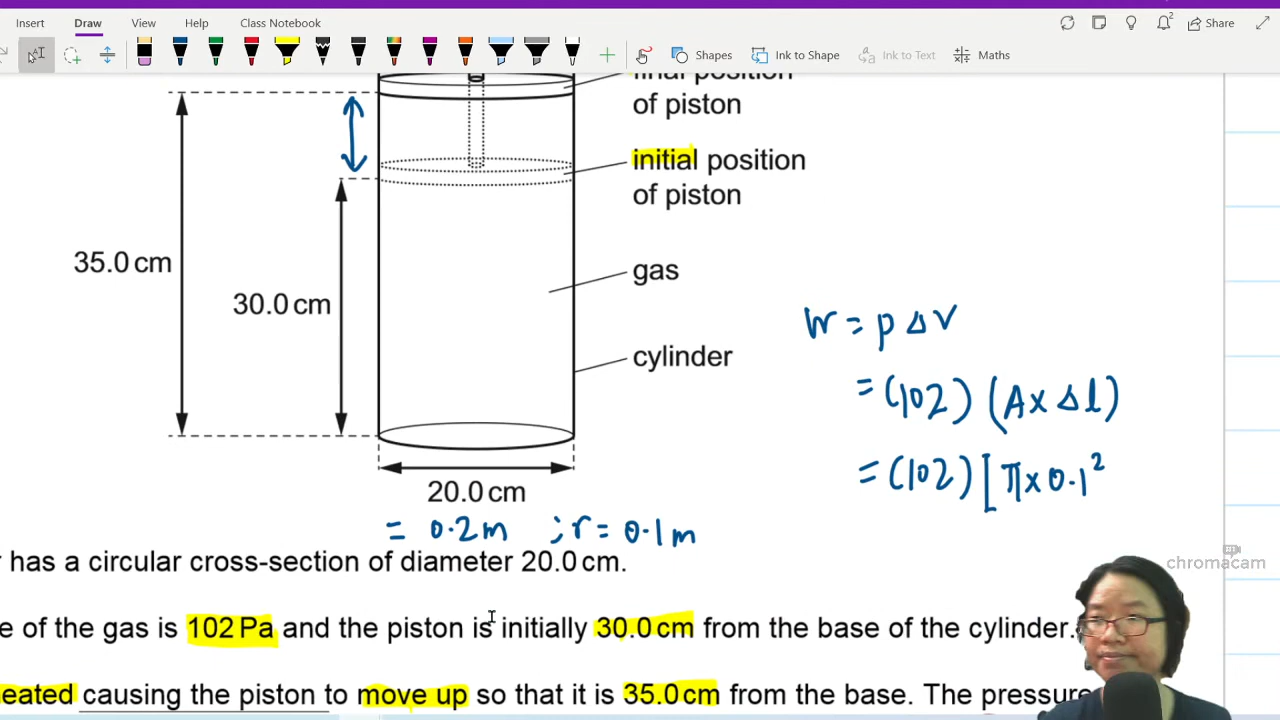 Insert Draw View Help Class Notebook 2 Share
Shapes Ink to Shape Ink to Text Maths
final position
of piston
initial position
of piston
35.0 cm
gas
30.0 cm
W = p Δ V
cylinder
= (102) (A x Δ l)
= (102) [π x 0.1²
20.0 cm
= 0.2 m ; r = 0.1 m
chromacam
r has a circular cross-section of diameter 20.0 cm.
e of the gas is 102 Pa and the piston is initially 30.0 cm from the base of the cylinder.
eated causing the piston to move up so that it is 35.0 cm from the base. The pressure